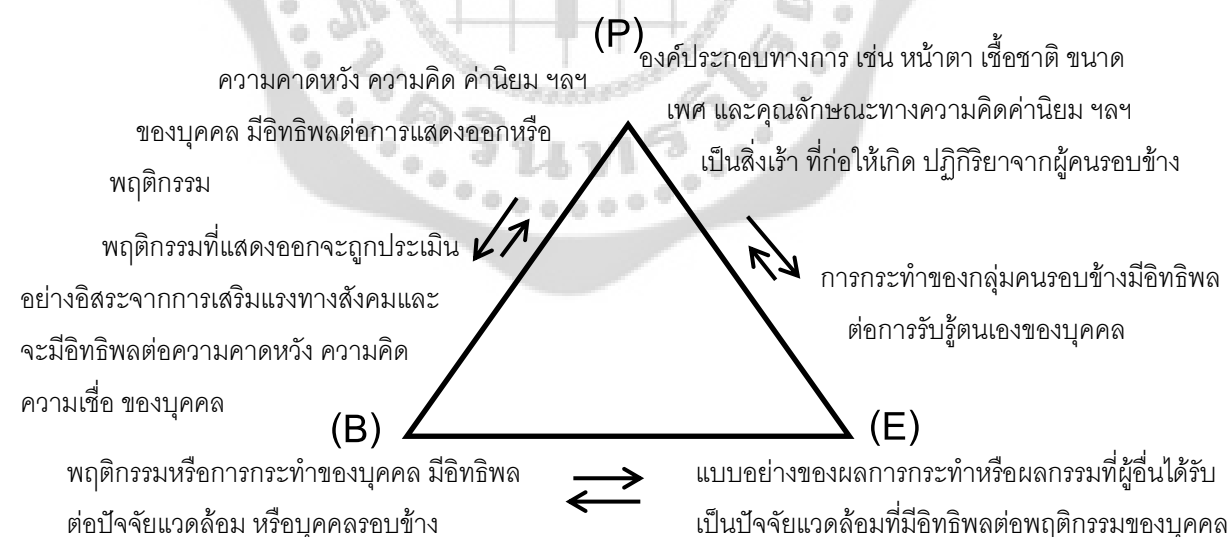 (P)
ความคาดหวัง ความคิด ค่านิยม ฯลฯ
ของบุคคล มีอิทธิพลต่อการแสดงออกหรือ
พฤติกรรม
องค์ประกอบทางการ เช่น หน้าตา เชื้อชาติ ขนาด
เพศ และคุณลักษณะทางความคิดค่านิยม ฯลฯ
เป็นสิ่งเร้า ที่ก่อให้เกิด ปฏิกิริยาจากผู้คนรอบข้าง
พฤติกรรมที่แสดงออกจะถูกประเมิน
อย่างอิสระจากการเสริมแรงทางสังคมและ
จะมีอิทธิพลต่อความคาดหวัง ความคิด
ความเชื่อ ของบุคคล
การกระทำของกลุ่มคนรอบข้างมีอิทธิพล
ต่อการรับรู้ตนเองของบุคคล
(B)
(E)
พฤติกรรมหรือการกระทำของบุคคล มีอิทธิพล
ต่อปัจจัยแวดล้อม หรือบุคคลรอบข้าง
แบบอย่างของผลการกระทำหรือผลกรรมที่ผู้อื่นได้รับ
เป็นปัจจัยแวดล้อมที่มีอิทธิพลต่อพฤติกรรมของบุคคล